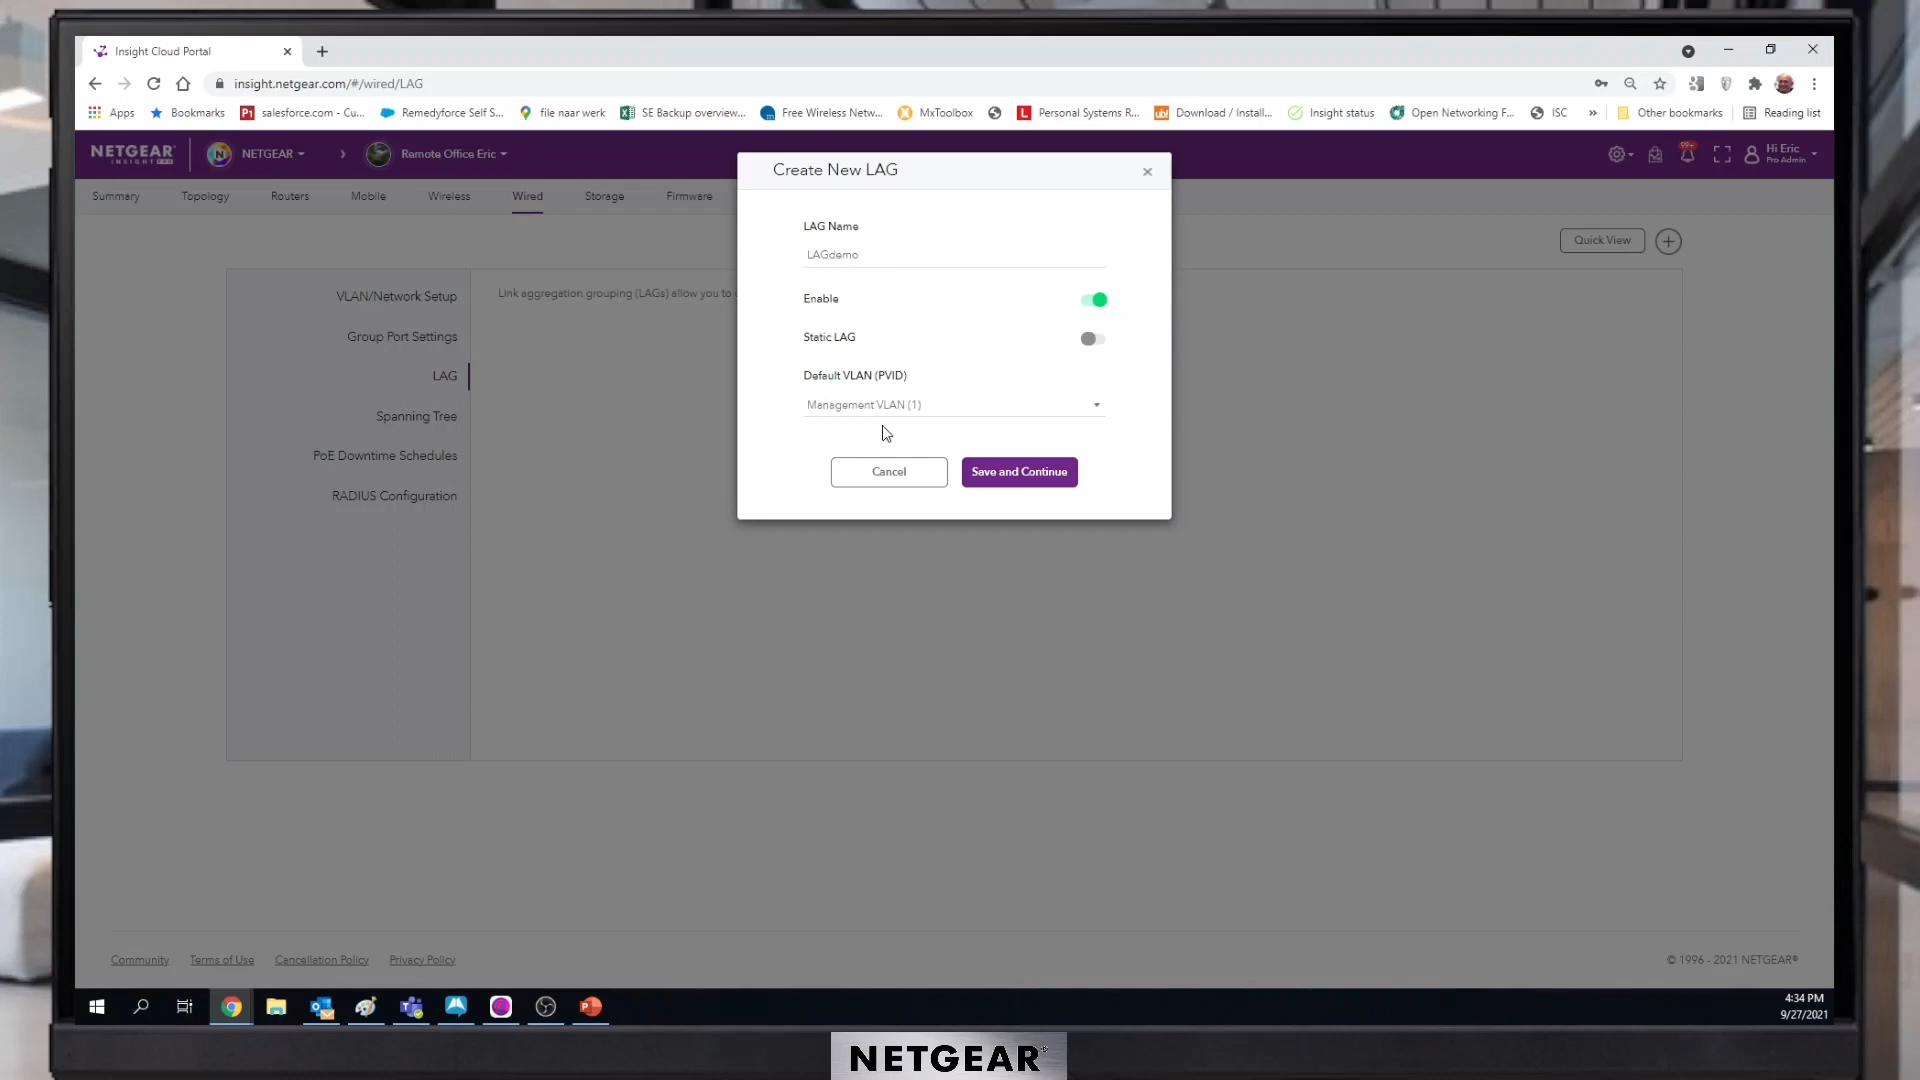 Insight Cloud Portal
insight.netgear.com/#/wired/LAG
Apps Bookmarks salesforce.com - Cu... Remedyforce Self S... file naar werk SE Backup overview... Free Wireless Netw... MxToolbox Personal Systems R... Download / Install... Insight status Open Networking F... ISC » Other bookmarks Reading list
NETGEAR INSIGHT PRO NETGEAR Remote Office Eric 99+ Hi Eric Pro Admin
Summary Topology Routers Mobile Wireless Wired Storage Firmware
Quick View
VLAN/Network Setup
Group Port Settings
LAG
Spanning Tree
PoE Downtime Schedules
RADIUS Configuration
Link aggregation grouping (LAGs) allow you to
Create New LAG
LAG Name
LAGdemo
Enable
Static LAG
Default VLAN (PVID)
Management VLAN (1)
Cancel Save and Continue
Community Terms of Use Cancellation Policy Privacy Policy © 1996 - 2021 NETGEAR®
4:34 PM
9/27/2021
NETGEAR®